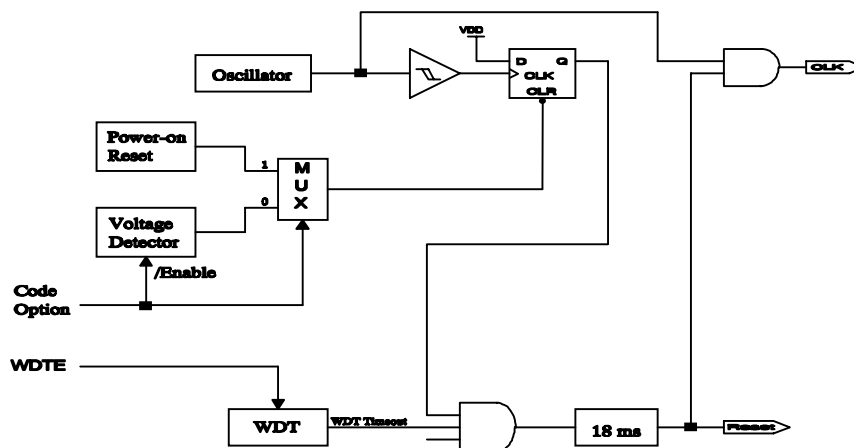 VDD
Oscillator
D Q
CLK
CLR
CLK
Power-on
Reset
1
M
U
X
0
Voltage
Detector
/Enable
Code
Option
WDTE
WDT
WDT Timeout
18 ms
Reset